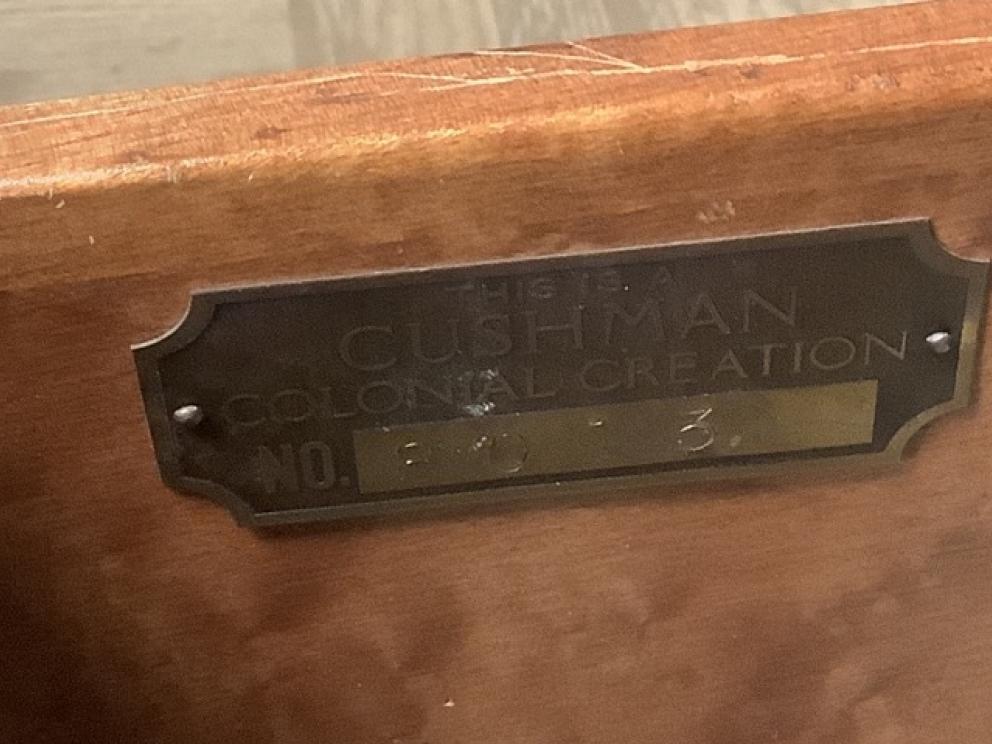 THIS IS A
CUSHMAN
COLONIAL CREATION
NO.